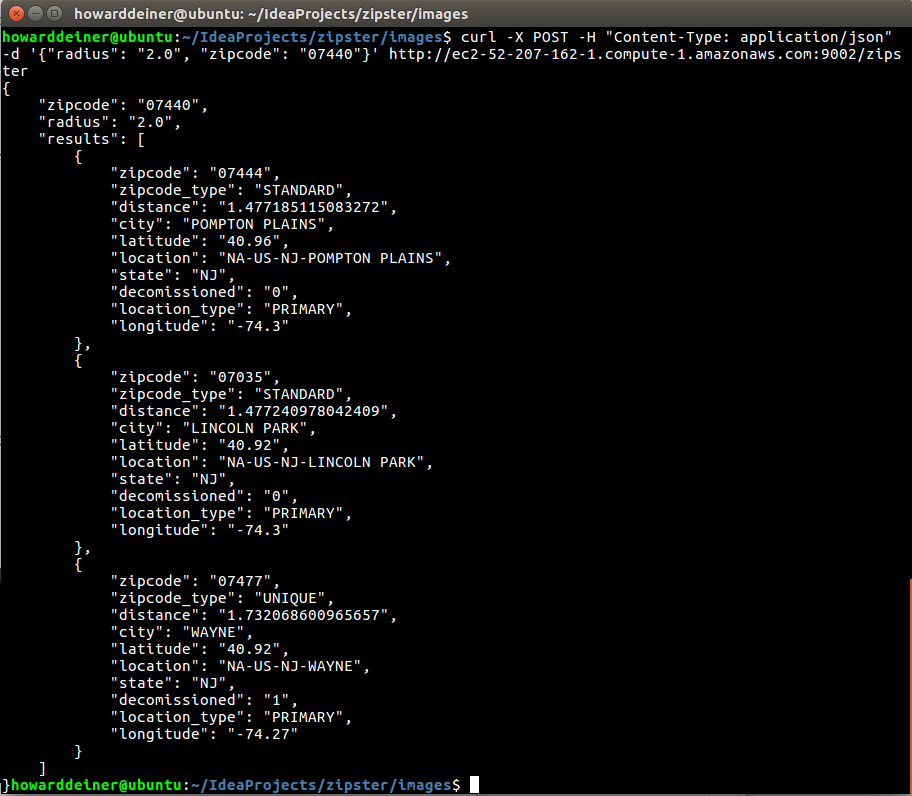 howarddeiner@ubuntu: ~/IdeaProjects/zipster/images
howarddeiner@ubuntu:~/IdeaProjects/zipster/images$ curl -X POST -H "Content-Type: application/json"
-d '{"radius": "2.0", "zipcode": "07440"}' http://ec2-52-207-162-1.compute-1.amazonaws.com:9002/zips
ter
{
    "zipcode": "07440",
    "radius": "2.0",
    "results": [
        {
            "zipcode": "07444",
            "zipcode_type": "STANDARD",
            "distance": "1.477185115083272",
            "city": "POMPTON PLAINS",
            "latitude": "40.96",
            "location": "NA-US-NJ-POMPTON PLAINS",
            "state": "NJ",
            "decomissioned": "0",
            "location_type": "PRIMARY",
            "longitude": "-74.3"
        },
        {
            "zipcode": "07035",
            "zipcode_type": "STANDARD",
            "distance": "1.477240978042409",
            "city": "LINCOLN PARK",
            "latitude": "40.92",
            "location": "NA-US-NJ-LINCOLN PARK",
            "state": "NJ",
            "decomissioned": "0",
            "location_type": "PRIMARY",
            "longitude": "-74.3"
        },
        {
            "zipcode": "07477",
            "zipcode_type": "UNIQUE",
            "distance": "1.732068600965657",
            "city": "WAYNE",
            "latitude": "40.92",
            "location": "NA-US-NJ-WAYNE",
            "state": "NJ",
            "decomissioned": "1",
            "location_type": "PRIMARY",
            "longitude": "-74.27"
        }
    ]
}howarddeiner@ubuntu:~/IdeaProjects/zipster/images$